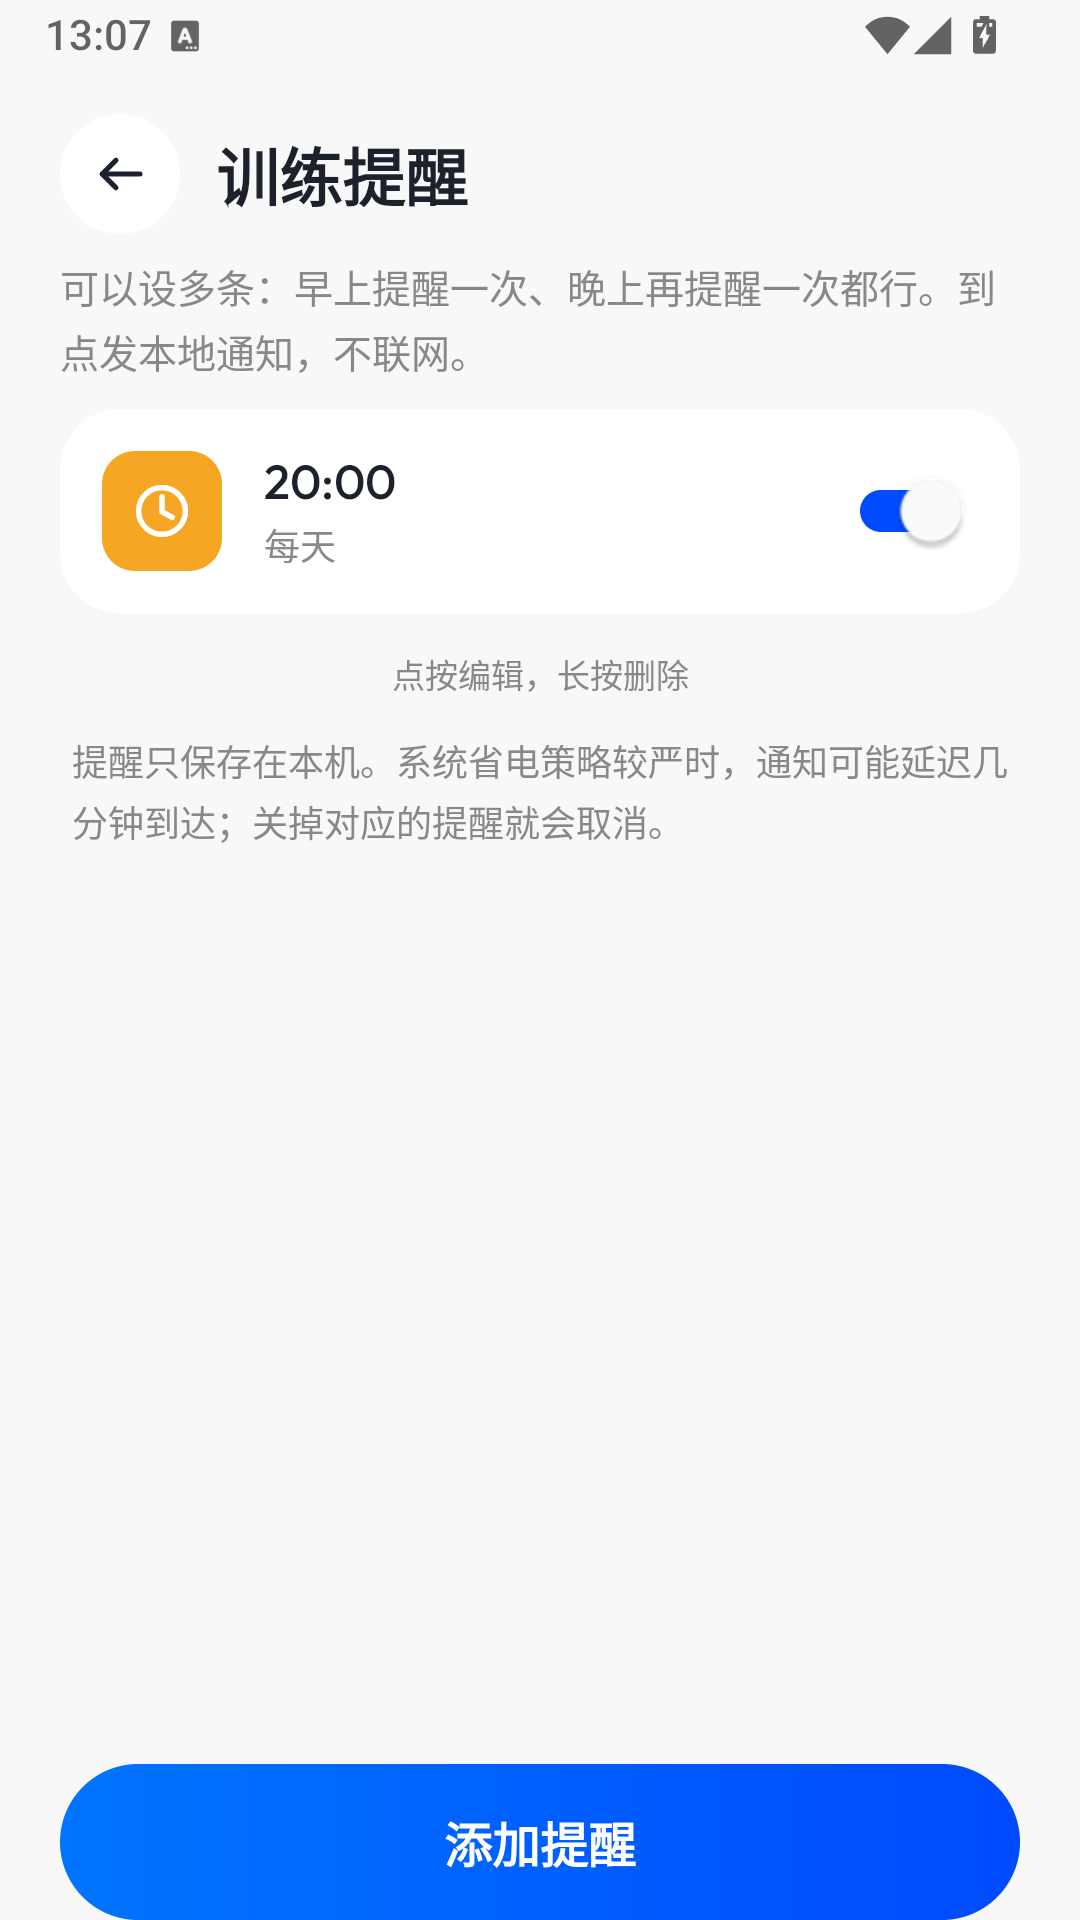 13:07
训练提醒
可以设多条：早上提醒一次、晚上再提醒一次都行。到
点发本地通知，不联网。
20:00
每天
点按编辑，长按删除
提醒只保存在本机。系统省电策略较严时，通知可能延迟几
分钟到达；关掉对应的提醒就会取消。
添加提醒